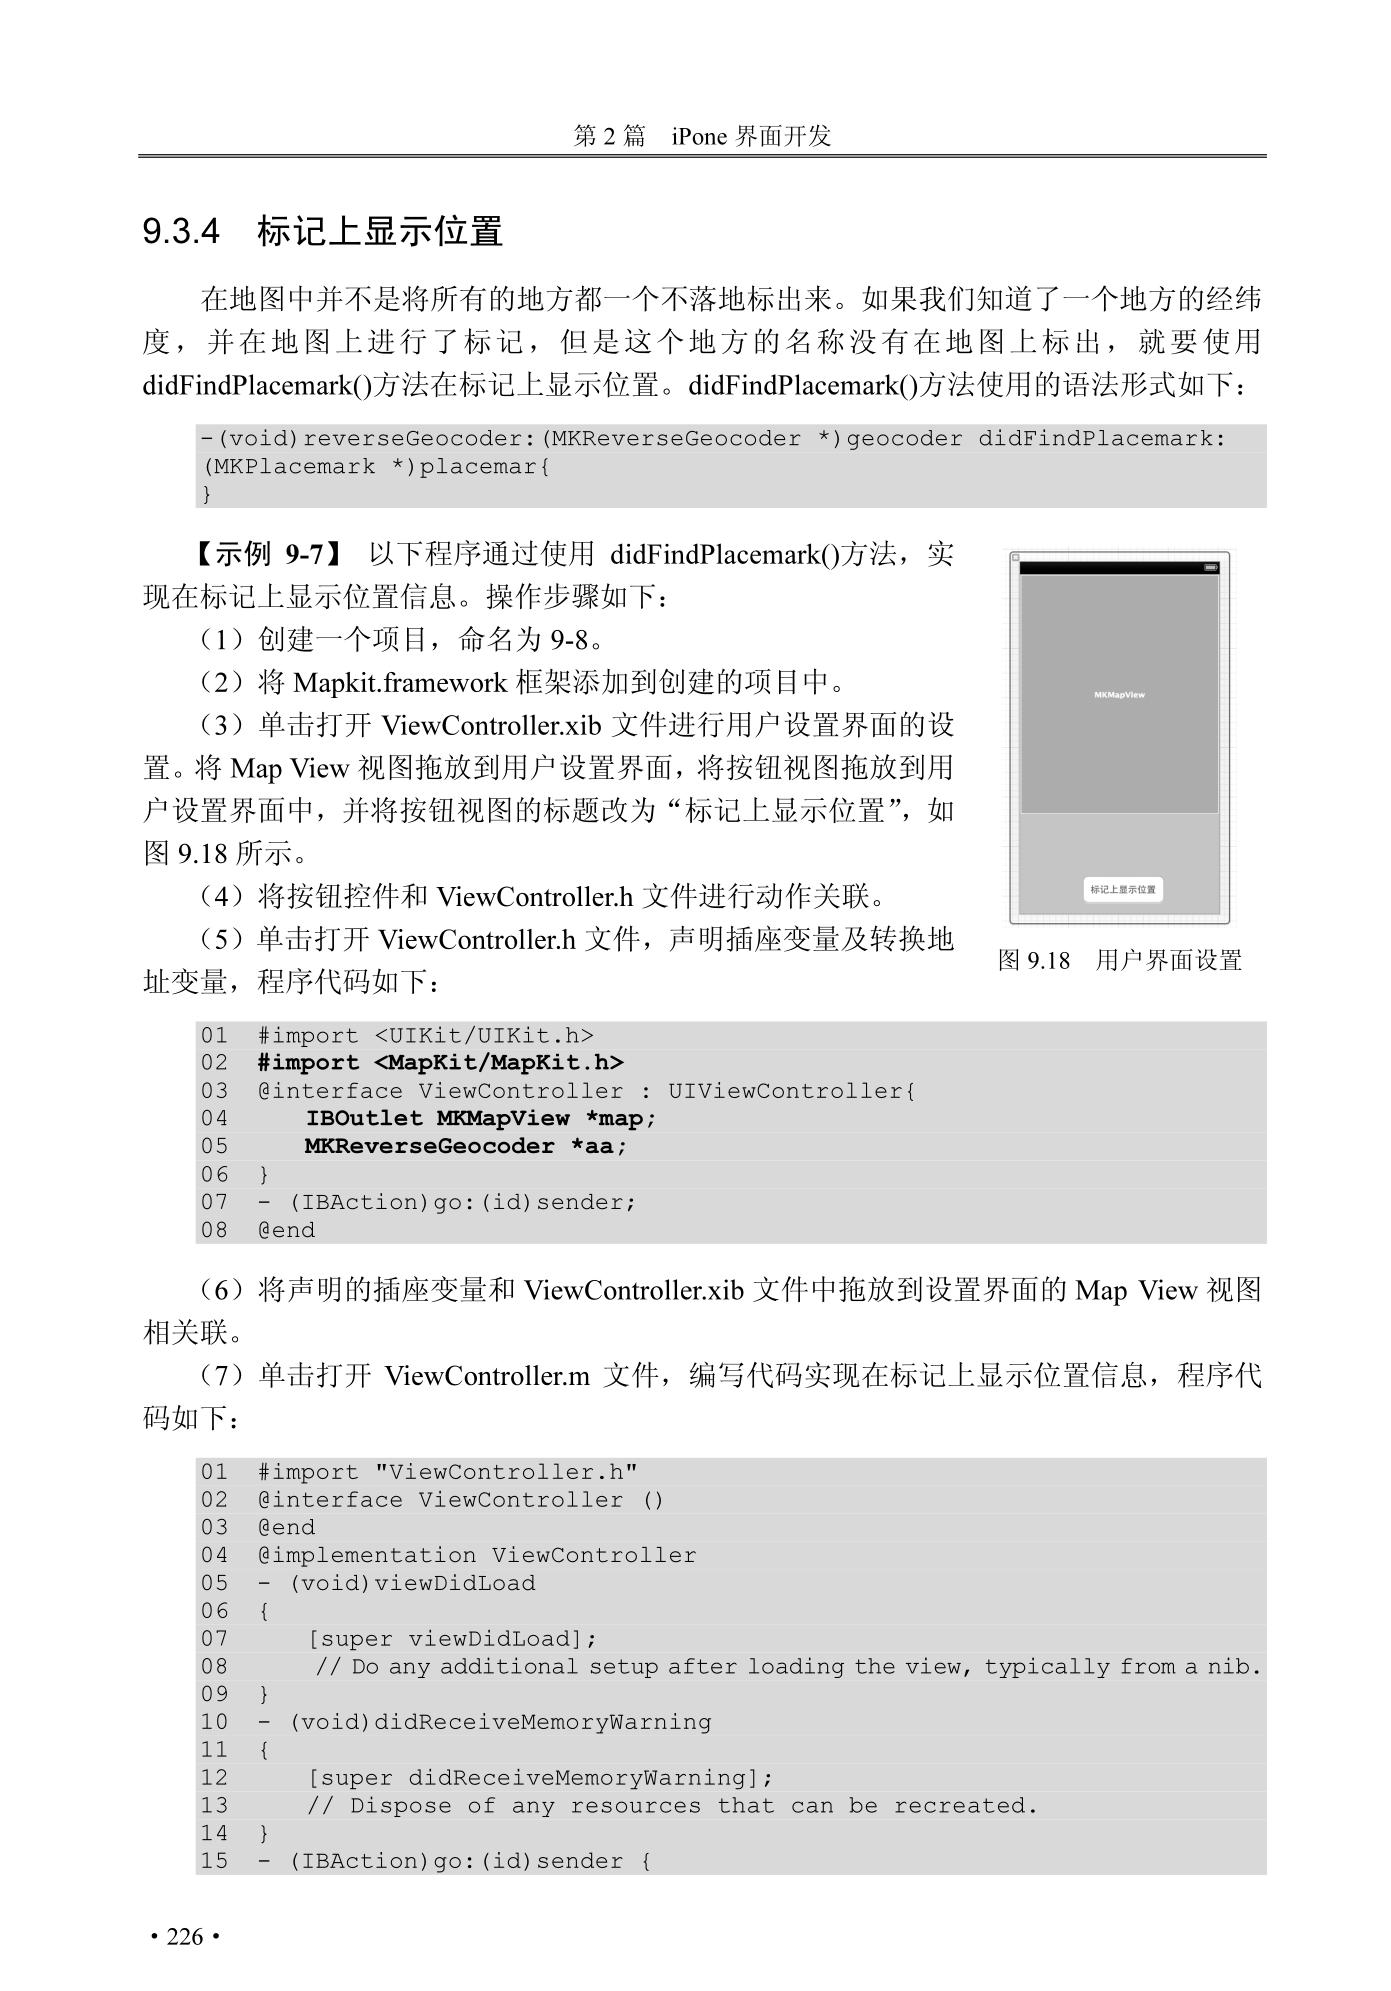 第 2 篇　iPone 界面开发
9.3.4　标记上显示位置
在地图中并不是将所有的地方都一个不落地标出来。如果我们知道了一个地方的经纬
度，并在地图上进行了标记，但是这个地方的名称没有在地图上标出，就要使用
didFindPlacemark()方法在标记上显示位置。didFindPlacemark()方法使用的语法形式如下：
-(void)reverseGeocoder:(MKReverseGeocoder *)geocoder didFindPlacemark:
(MKPlacemark *)placemar{
}
【示例 9-7】 以下程序通过使用 didFindPlacemark()方法，实
现在标记上显示位置信息。操作步骤如下：
（1）创建一个项目，命名为 9-8。
（2）将 Mapkit.framework 框架添加到创建的项目中。
（3）单击打开 ViewController.xib 文件进行用户设置界面的设
置。将 Map View 视图拖放到用户设置界面，将按钮视图拖放到用
户设置界面中，并将按钮视图的标题改为“标记上显示位置”，如
图 9.18 所示。
（4）将按钮控件和 ViewController.h 文件进行动作关联。
（5）单击打开 ViewController.h 文件，声明插座变量及转换地
址变量，程序代码如下：
MKMapView
标记上显示位置
图 9.18　用户界面设置
01  #import <UIKit/UIKit.h>
02  #import <MapKit/MapKit.h>
03  @interface ViewController : UIViewController{
04     IBOutlet MKMapView *map;
05     MKReverseGeocoder *aa;
06  }
07  - (IBAction)go:(id)sender;
08  @end
（6）将声明的插座变量和 ViewController.xib 文件中拖放到设置界面的 Map View 视图
相关联。
（7）单击打开 ViewController.m 文件，编写代码实现在标记上显示位置信息，程序代
码如下：
01  #import "ViewController.h"
02  @interface ViewController ()
03  @end
04  @implementation ViewController
05  - (void)viewDidLoad
06  {
07     [super viewDidLoad];
08     // Do any additional setup after loading the view, typically from a nib.
09  }
10  - (void)didReceiveMemoryWarning
11  {
12     [super didReceiveMemoryWarning];
13     // Dispose of any resources that can be recreated.
14  }
15  - (IBAction)go:(id)sender {
• 226 •